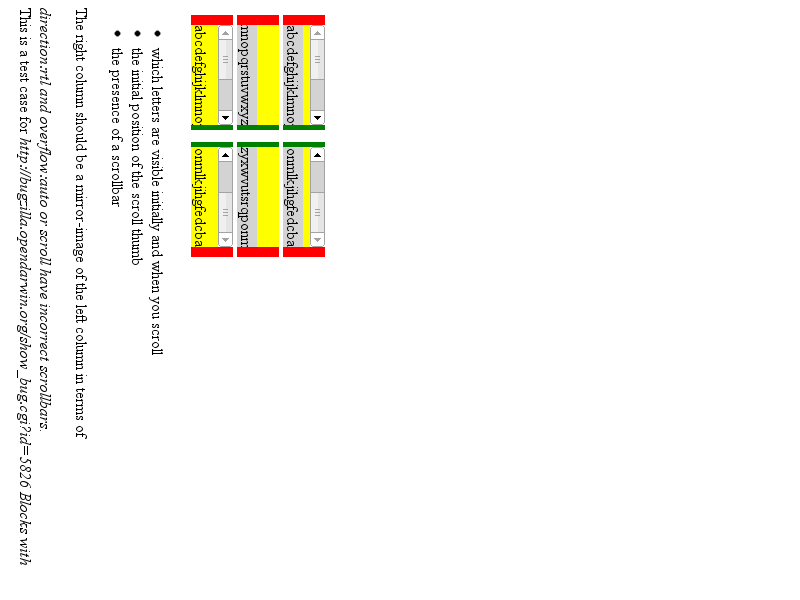 This is a test case for http://bugzilla.opendarwin.org/show_bug.cgi?id=5826 Blocks with
direction:rtl and overflow:auto or scroll have incorrect scrollbars.
The right column should be a mirror-image of the left column in terms of
• the presence of a scrollbar
• the initial position of the scroll thumb
• which letters are visible initially and when you scroll
abcdefghijklmno onmlkjihgfedcba
mnopqrstuvwxyz zyxwvutsrqponm
abcdefghijklmno onmlkjihgfedcba